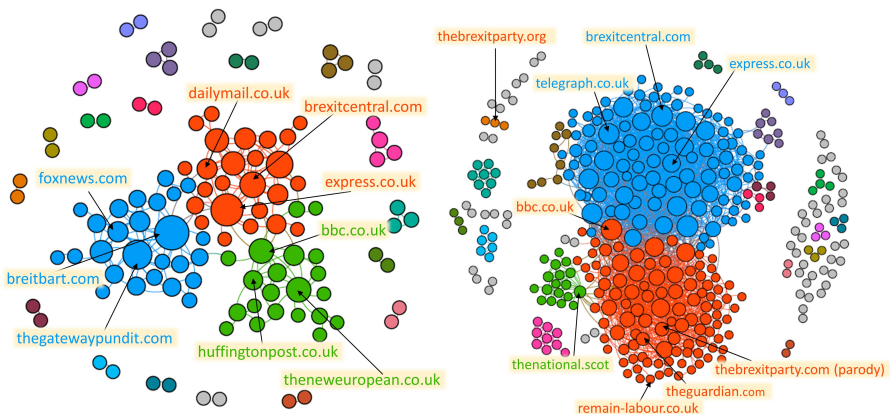 dailymail.co.uk
brexitcentral.com
foxnews.com
express.co.uk
bbc.co.uk
breitbart.com
thegatewaypundit.com
huffingtonpost.co.uk
theneweuropean.co.uk
thebrexitparty.org
brexitcentral.com
telegraph.co.uk
express.co.uk
bbc.co.uk
thenational.scot
thebrexitparty.com (parody)
theguardian.com
remain-labour.co.uk